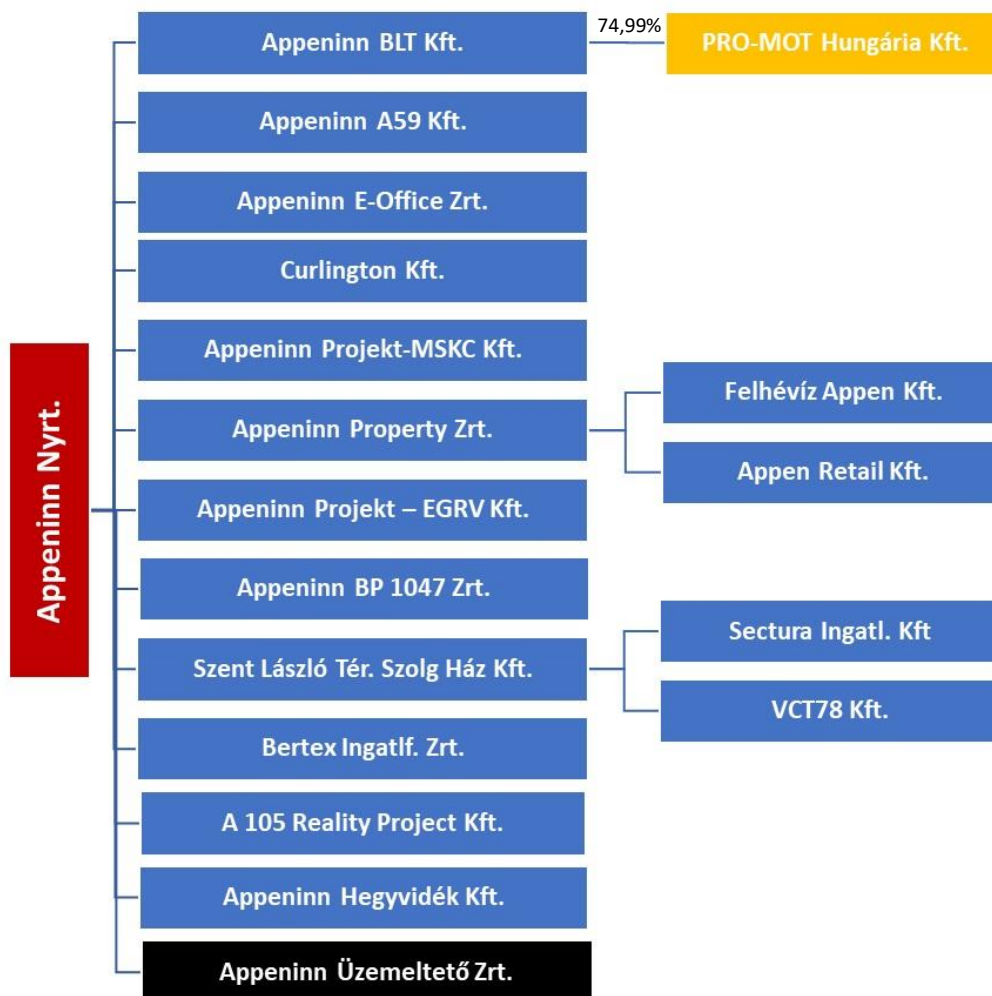 Appeninn Nyrt.
Appeninn BLT Kft.
74,99%
PRO-MOT Hungária Kft.
Appeninn A59 Kft.
Appeninn E-Office Zrt.
Curlington Kft.
Appeninn Projekt-MSKC Kft.
Appeninn Property Zrt.
Felhévíz Appen Kft.
Appen Retail Kft.
Appeninn Projekt – EGRV Kft.
Appeninn BP 1047 Zrt.
Szent László Tér. Szolg Ház Kft.
Sectura Ingatl. Kft
VCT78 Kft.
Bertex Ingatlf. Zrt.
A 105 Reality Project Kft.
Appeninn Hegyvidék Kft.
Appeninn Üzemeltető Zrt.